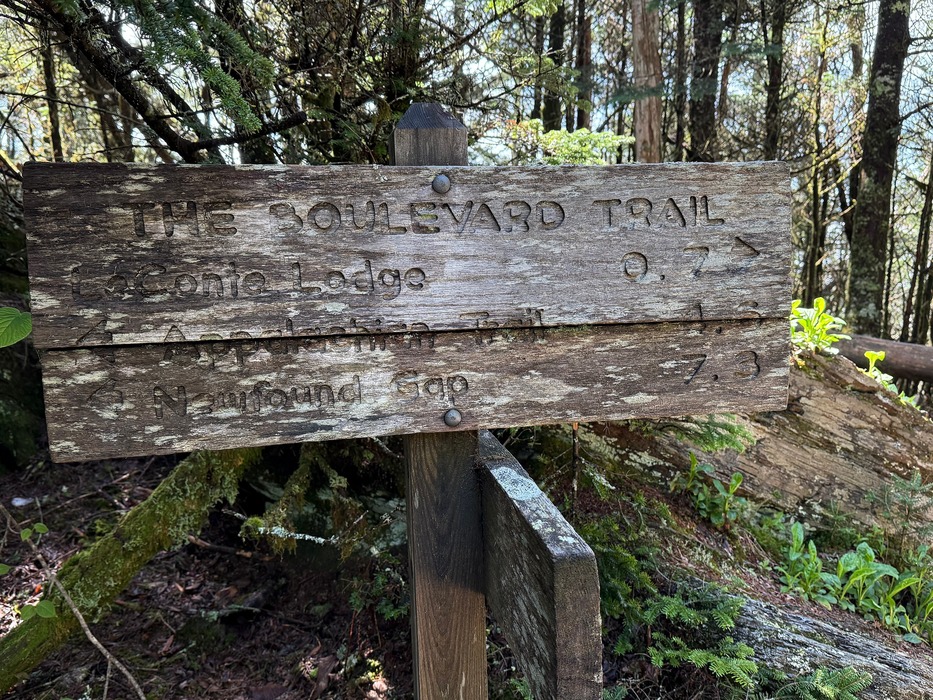 THE BOULEVARD TRAIL
LeConte Lodge 0.7 >
< Appalachian Trail
< Newfound Gap 7.3